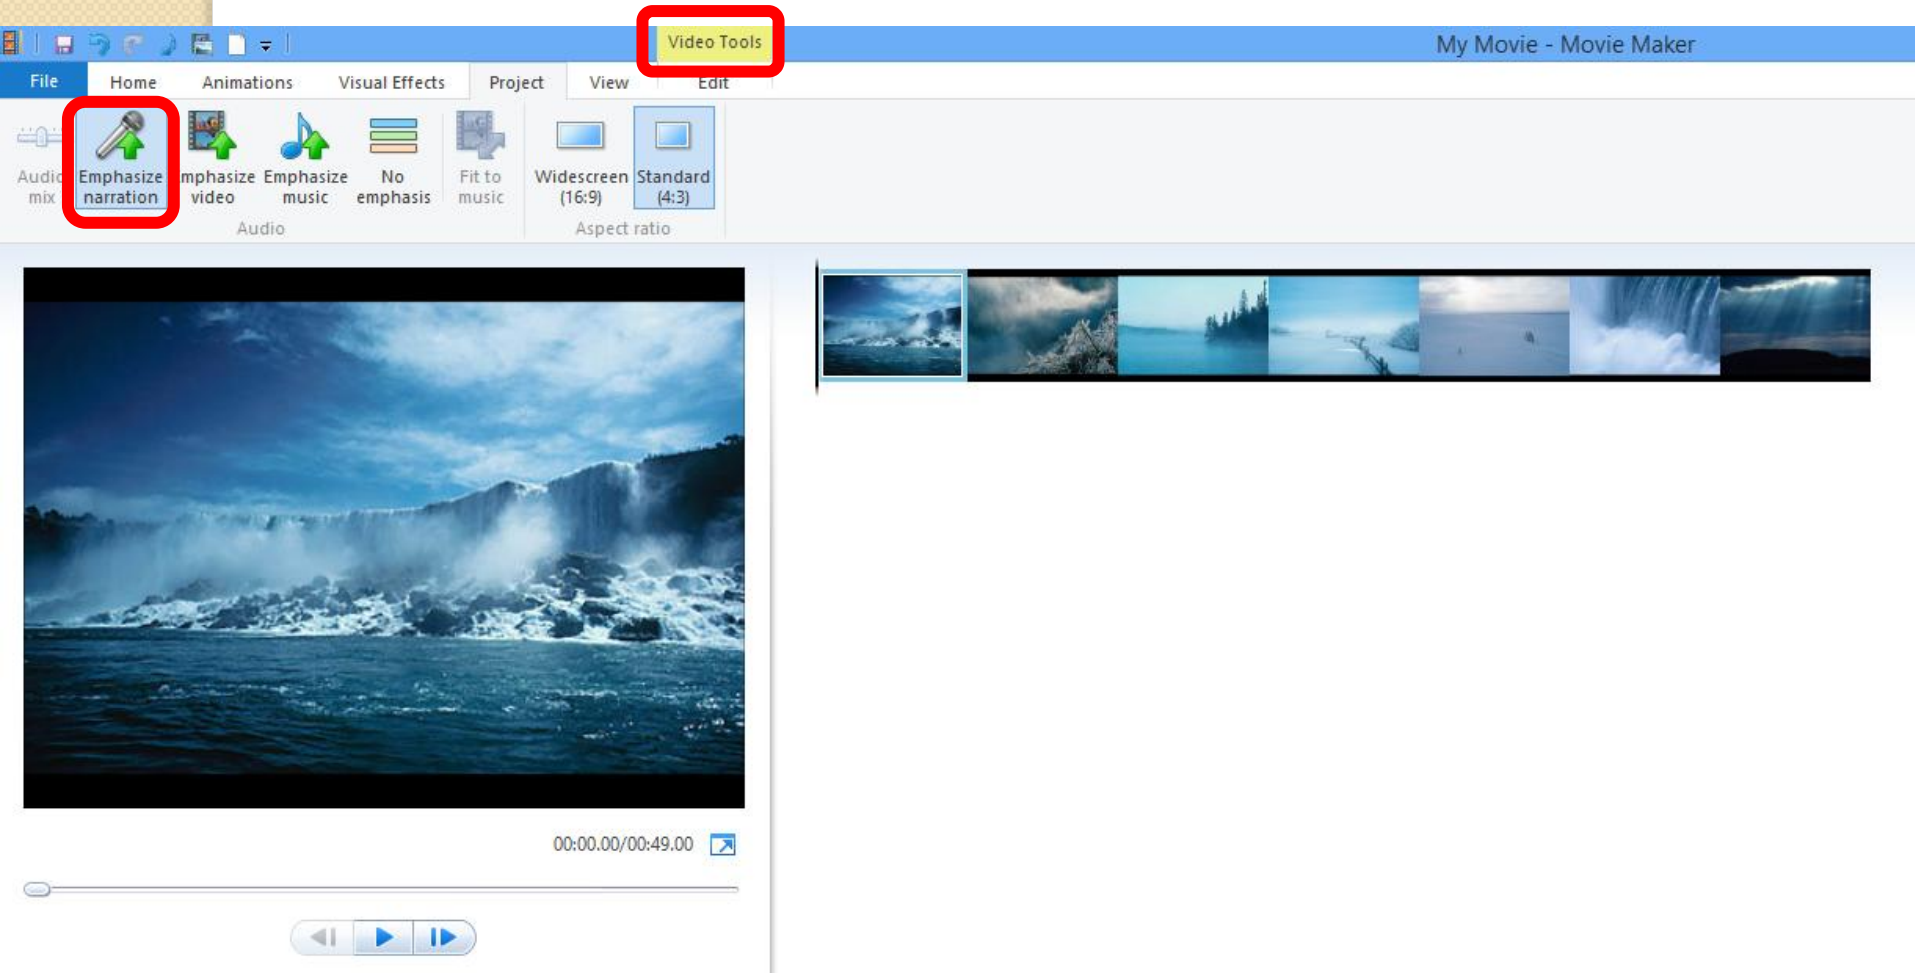 Video Tools
My Movie - Movie Maker
File Home Animations Visual Effects Project View Edit
Audio mix
Emphasize narration
mphasize video
Emphasize music
No emphasis
Fit to music
Widescreen (16:9)
Standard (4:3)
Audio
Aspect ratio
00:00.00/00:49.00